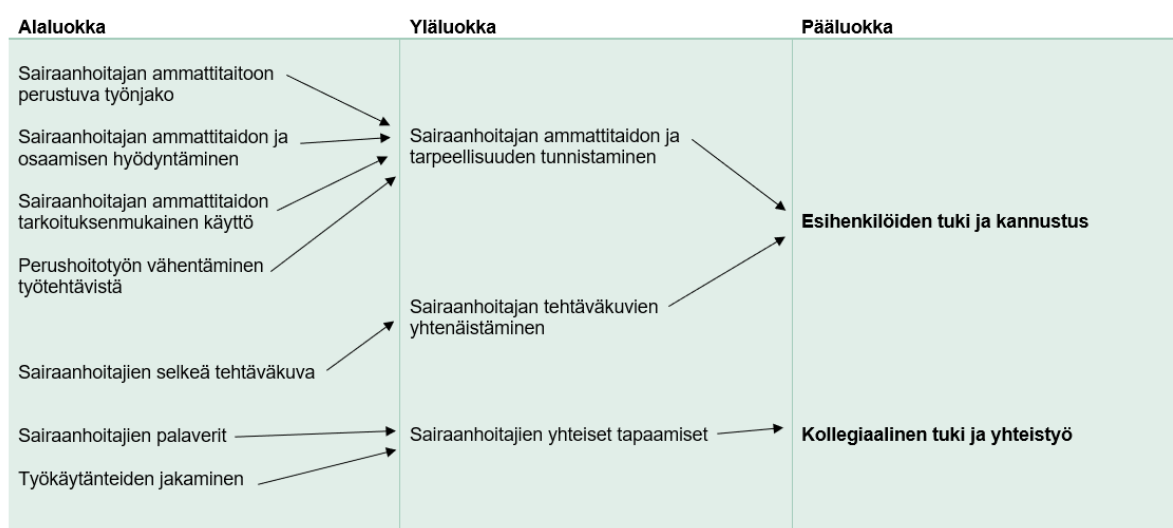 Alaluokka
Yläluokka
Pääluokka
Sairaanhoitajan ammattitaitoon
perustuva työnjako
Sairaanhoitajan ammattitaidon ja
osaamisen hyödyntäminen
Sairaanhoitajan ammattitaidon
tarkoituksenmukainen käyttö
Perushoitotyön vähentäminen
työtehtävistä
Sairaanhoitajien selkeä tehtäväkuva
Sairaanhoitajien palaverit
Työkäytänteiden jakaminen
Sairaanhoitajan ammattitaidon ja
tarpeellisuuden tunnistaminen
Sairaanhoitajan tehtäväkuvien
yhtenäistäminen
Sairaanhoitajien yhteiset tapaamiset
Esihenkilöiden tuki ja kannustus
Kollegiaalinen tuki ja yhteistyö